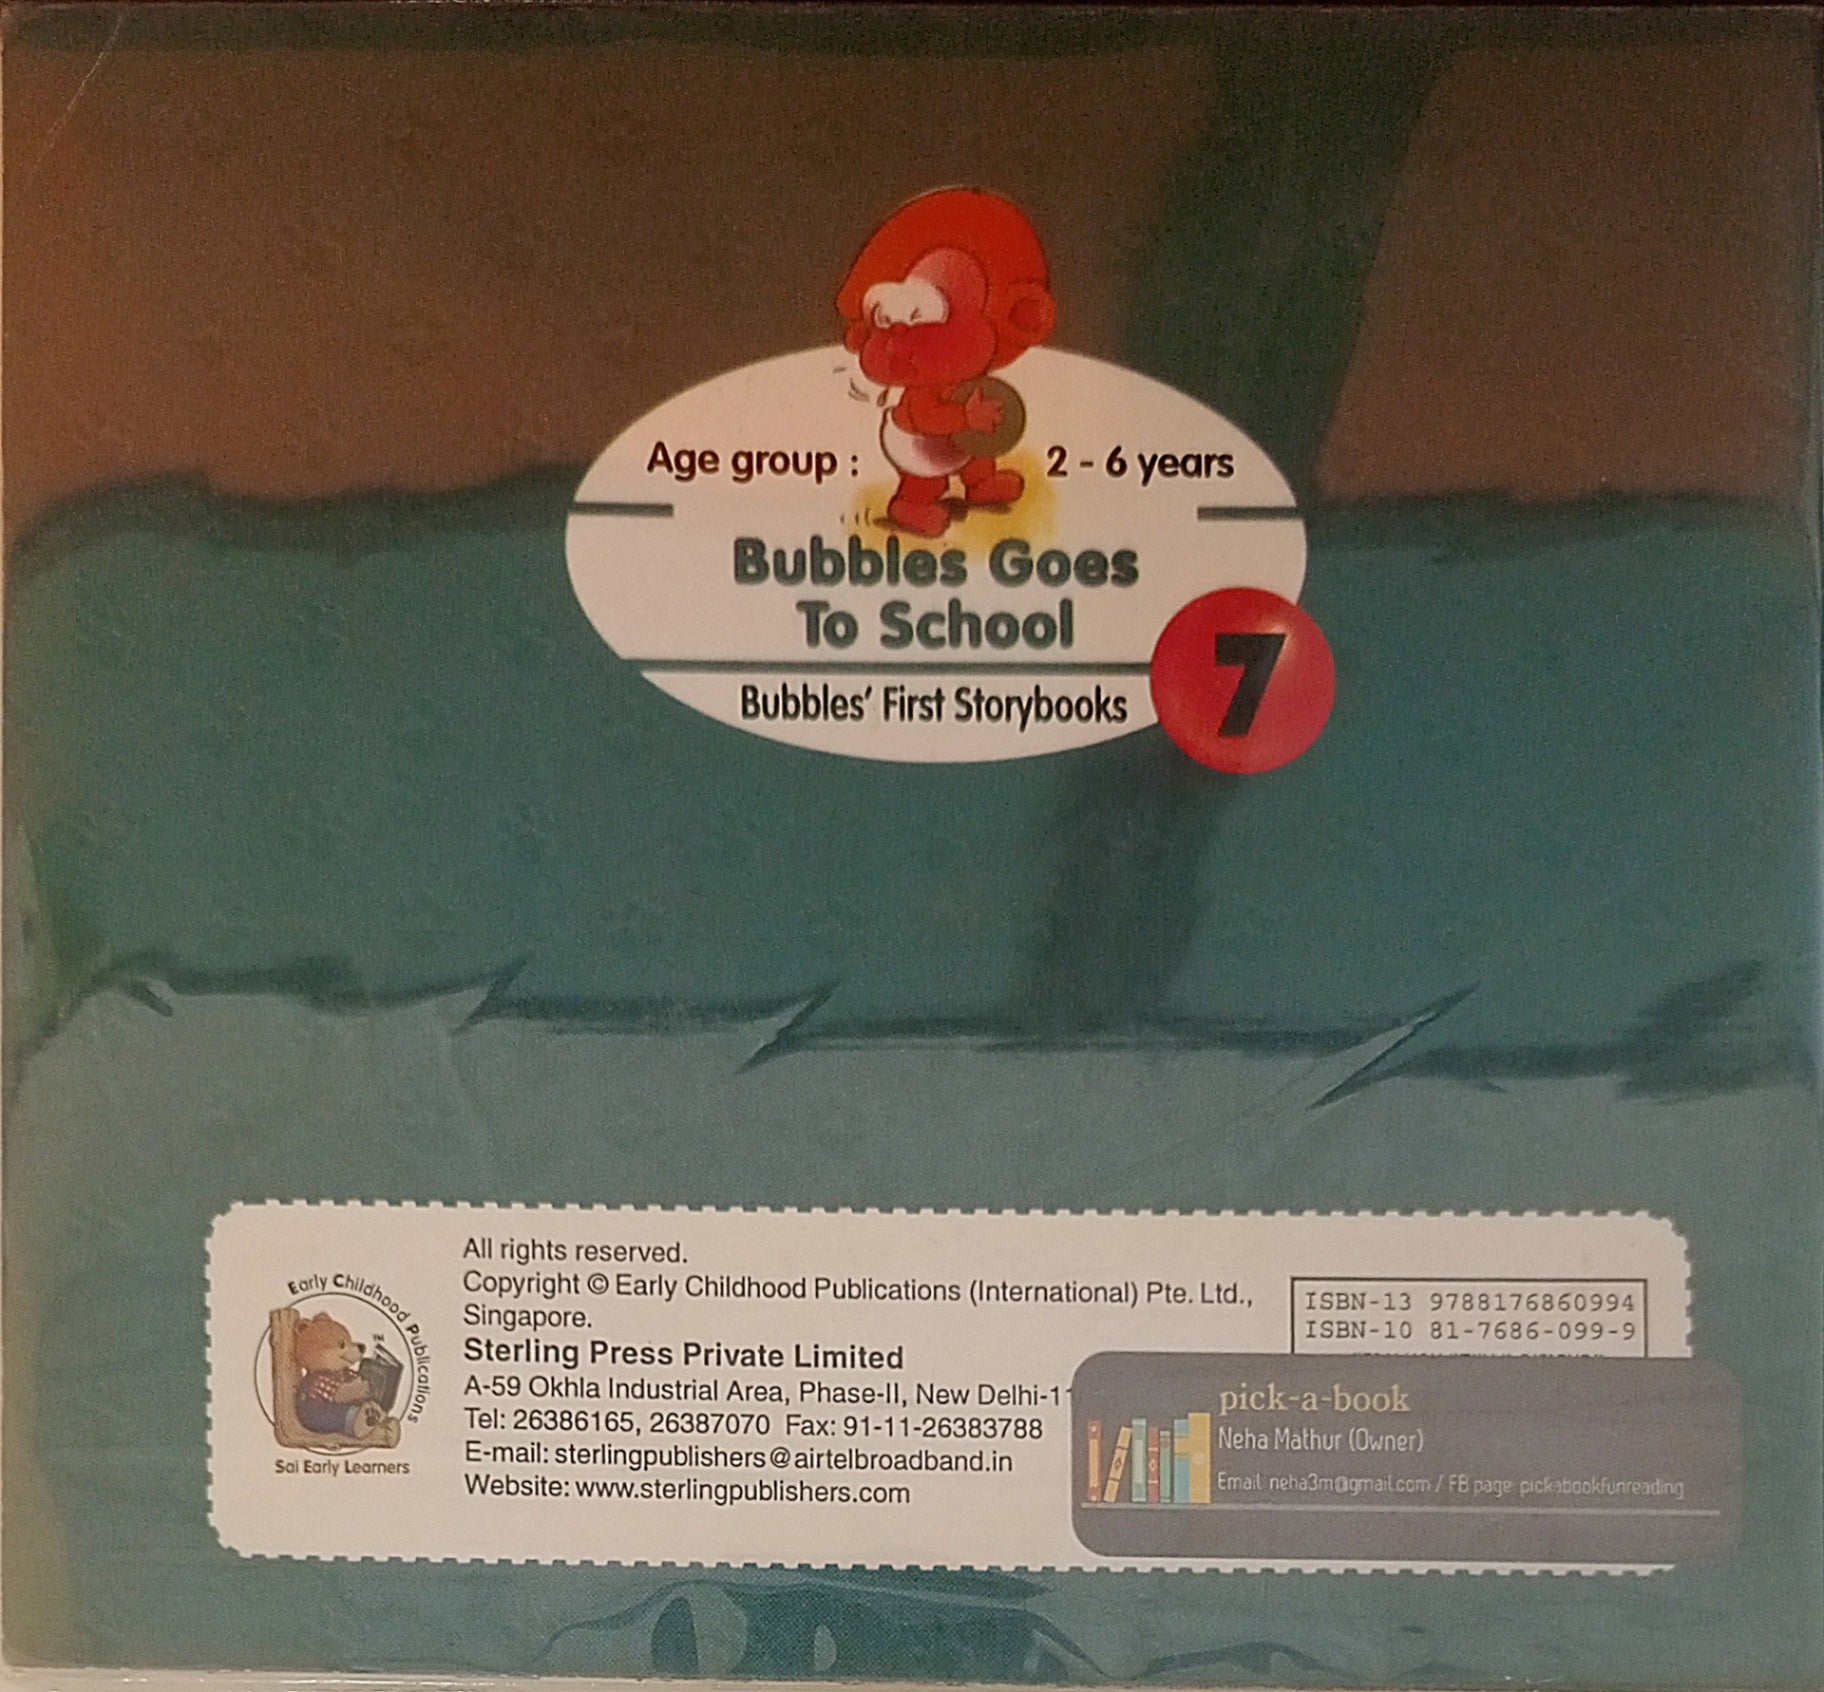 Age group : 2 - 6 years
Bubbles Goes
To School
7
Bubbles' First Storybooks
All rights reserved.
Copyright © Early Childhood Publications (International) Pte. Ltd.,
Singapore.
Sterling Press Private Limited
A-59 Okhla Industrial Area, Phase-II, New Delhi-1
Tel: 26386165, 26387070 Fax: 91-11-26383788
E-mail: sterlingpublishers@airtelbroadband.in
Website: www.sterlingpublishers.com
Early Childhood Publications
TM
Sai Early Learners
ISBN-13 9788176860994
ISBN-10 81-7686-099-9
pick-a-book
Neha Mathur (Owner)
Email: neha3m@gmail.com / FB page: pickabookfunreading